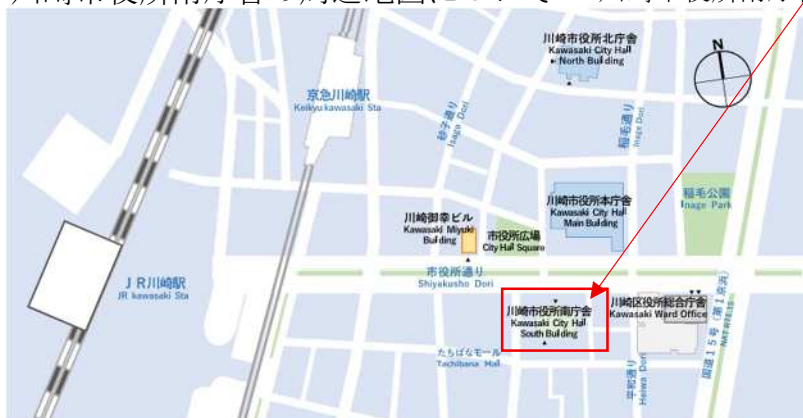 川崎市役所北庁舎
Kawasaki City Hall
North Building
N
京急川崎駅
Keikyu kawasaki Sta
砂子通り
Isago Dori
稲毛通り
Inage Dori
川崎市役所本庁舎
Kawasaki City Hall
Main Building
稲毛公園
Inage Park
川崎御幸ビル
Kawasaki Miyuki
Building
市役所広場
City Hall Square
JR川崎駅
JR kawasaki Sta
市役所通り
Shiyakusho Dori
川崎市役所南庁舎
Kawasaki City Hall
South Building
川崎区役所総合庁舎
Kawasaki Ward Office
たちばなモール
Tachibana Mall
平和通り
Heiwa Dori
国道15号(第1京浜)